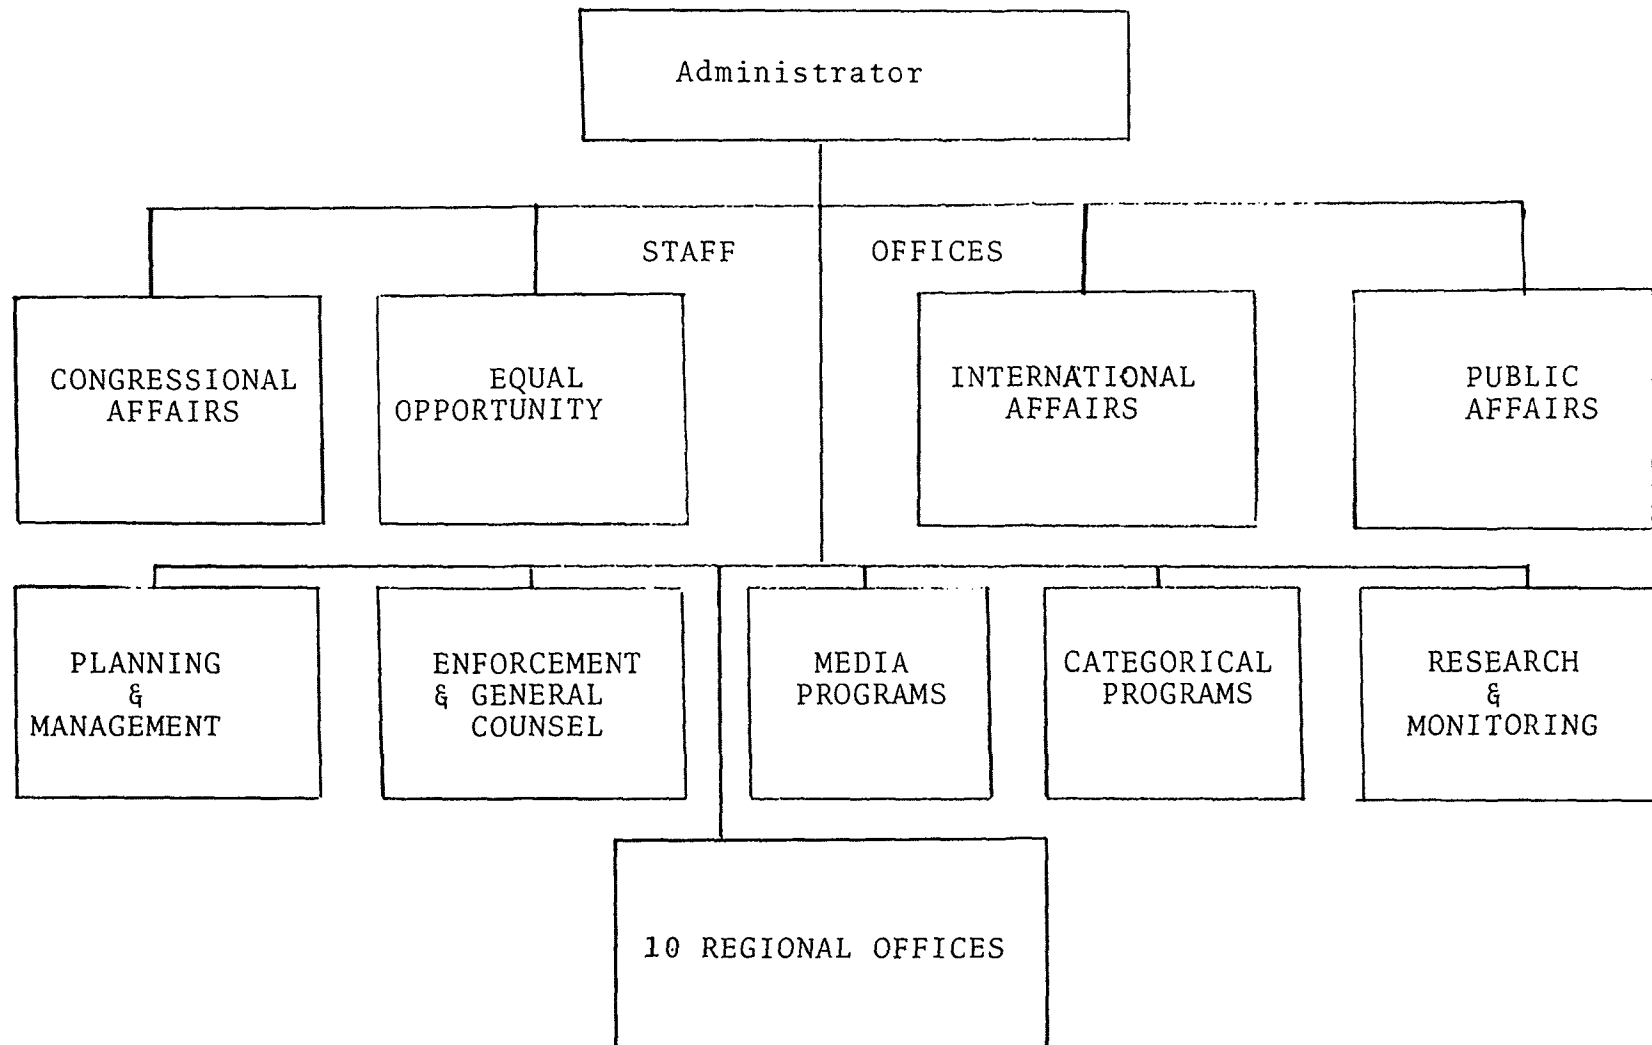 Administrator
STAFF OFFICES
CONGRESSIONAL
AFFAIRS
EQUAL
OPPORTUNITY
INTERNATIONAL
AFFAIRS
PUBLIC
AFFAIRS
PLANNING
&
MANAGEMENT
ENFORCEMENT
& GENERAL
COUNSEL
MEDIA
PROGRAMS
CATEGORICAL
PROGRAMS
RESEARCH
&
MONITORING
10 REGIONAL OFFICES